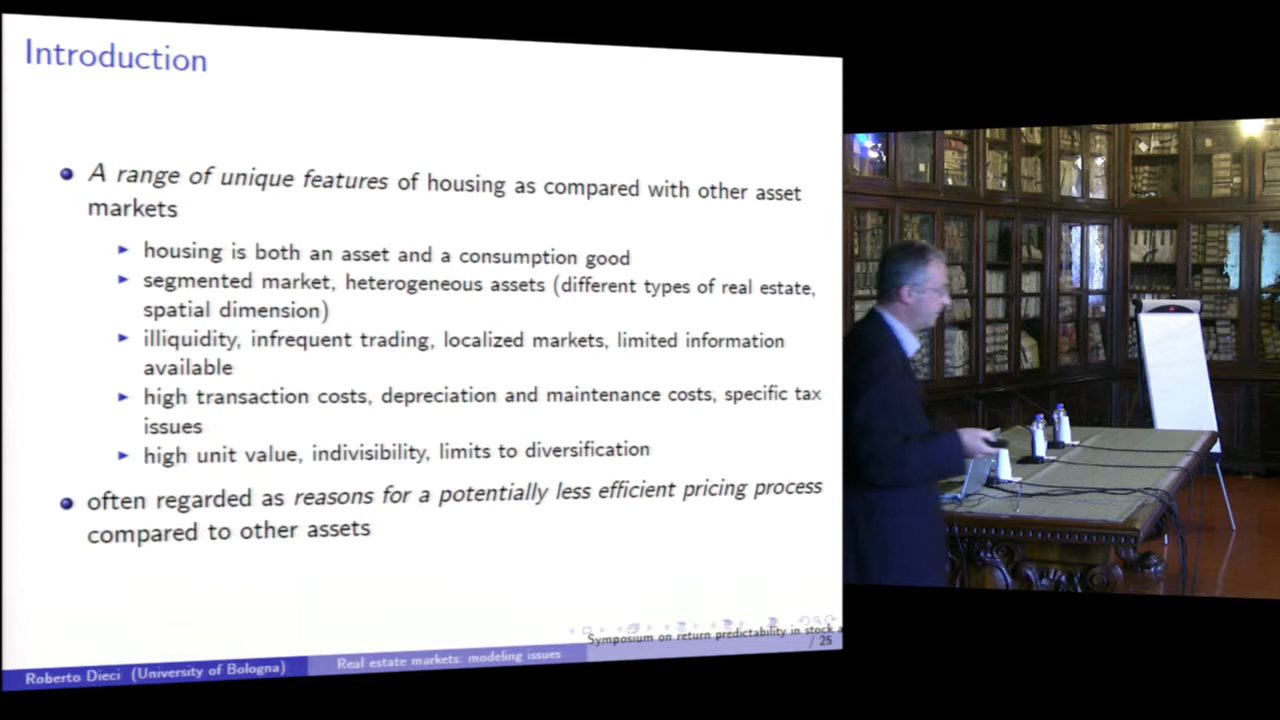 Introduction
A range of unique features of housing as compared with other asset
markets
housing is both an asset and a consumption good
segmented market, heterogeneous assets (different types of real estate,
spatial dimension)
illiquidity, infrequent trading, localized markets, limited information
available
high transaction costs, depreciation and maintenance costs, specific tax
issues
high unit value, indivisibility, limits to diversification
often regarded as reasons for a potentially less efficient pricing process
compared to other assets
Symposium on return predictability in stock a
/ 25
Roberto Dieci (University of Bologna)
Real estate markets: modeling issues